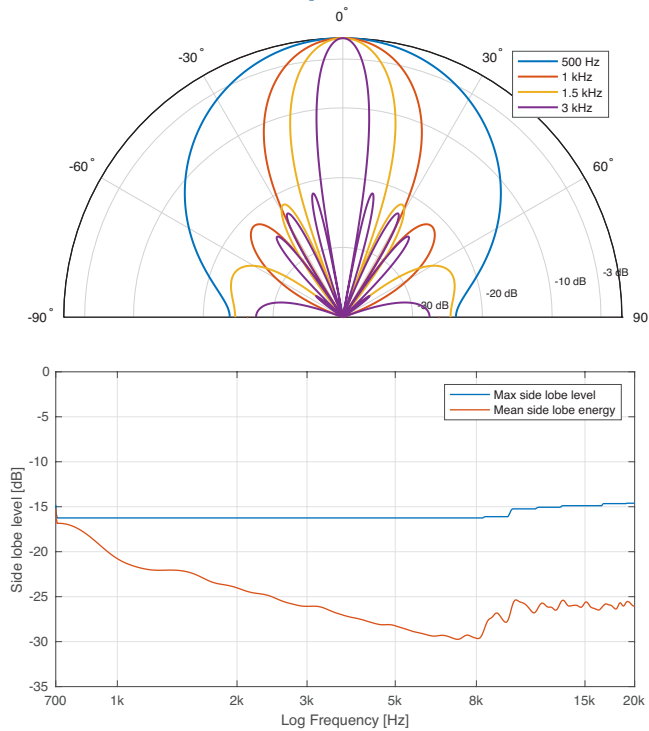 0°
-30°
30°
500 Hz
1 kHz
1.5 kHz
3 kHz
-60°
60°
-3 dB
-10 dB
-20 dB
-30 dB
-90°
90
0
-5
-10
-15
-20
-25
-30
-35
Max side lobe level
Mean side lobe energy
Side lobe level [dB]
700 1k 2k 3k 5k 8k 15k 20k
Log Frequency [Hz]